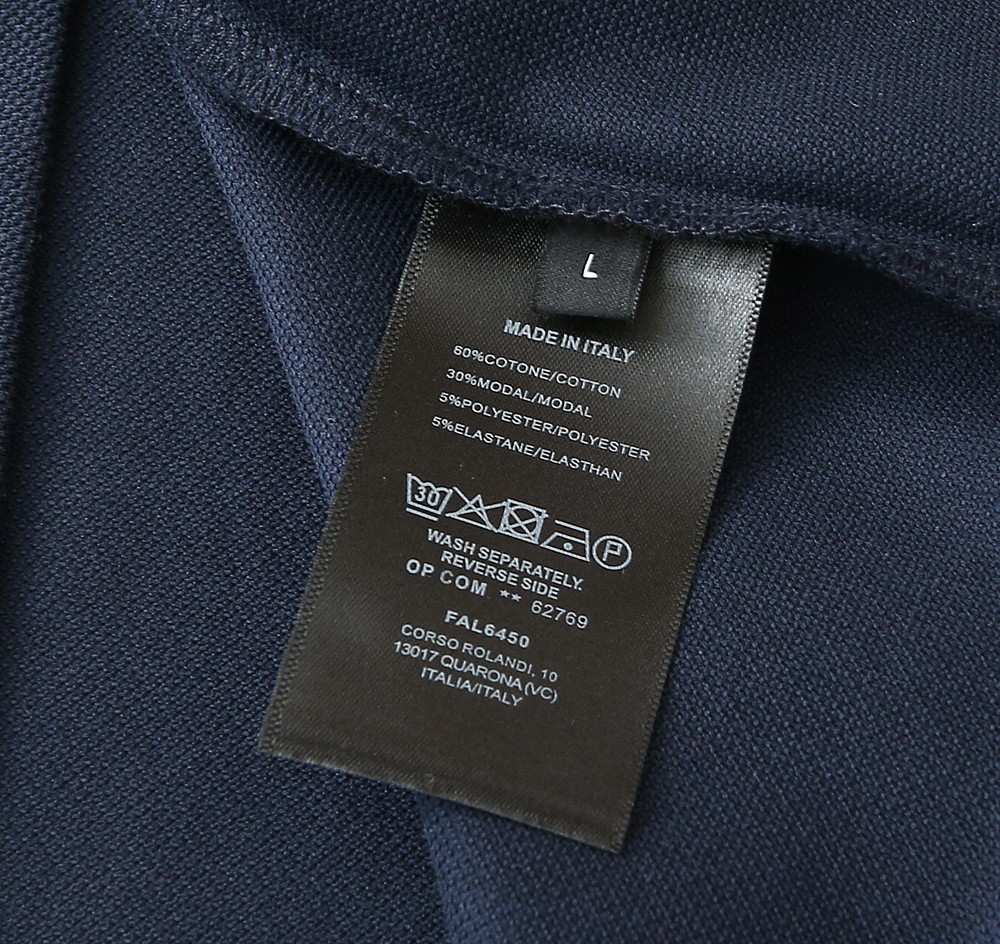 L
MADE IN ITALY
60%COTONE/COTTON
30%MODAL/MODAL
5%POLYESTER/POLYESTER
5%ELASTANE/ELASTHAN
30 P
WASH SEPARATELY.
REVERSE SIDE
OP COM ** 62769
FAL6450
CORSO ROLANDI, 10
13017 QUARONA(VC)
ITALIA/ITALY